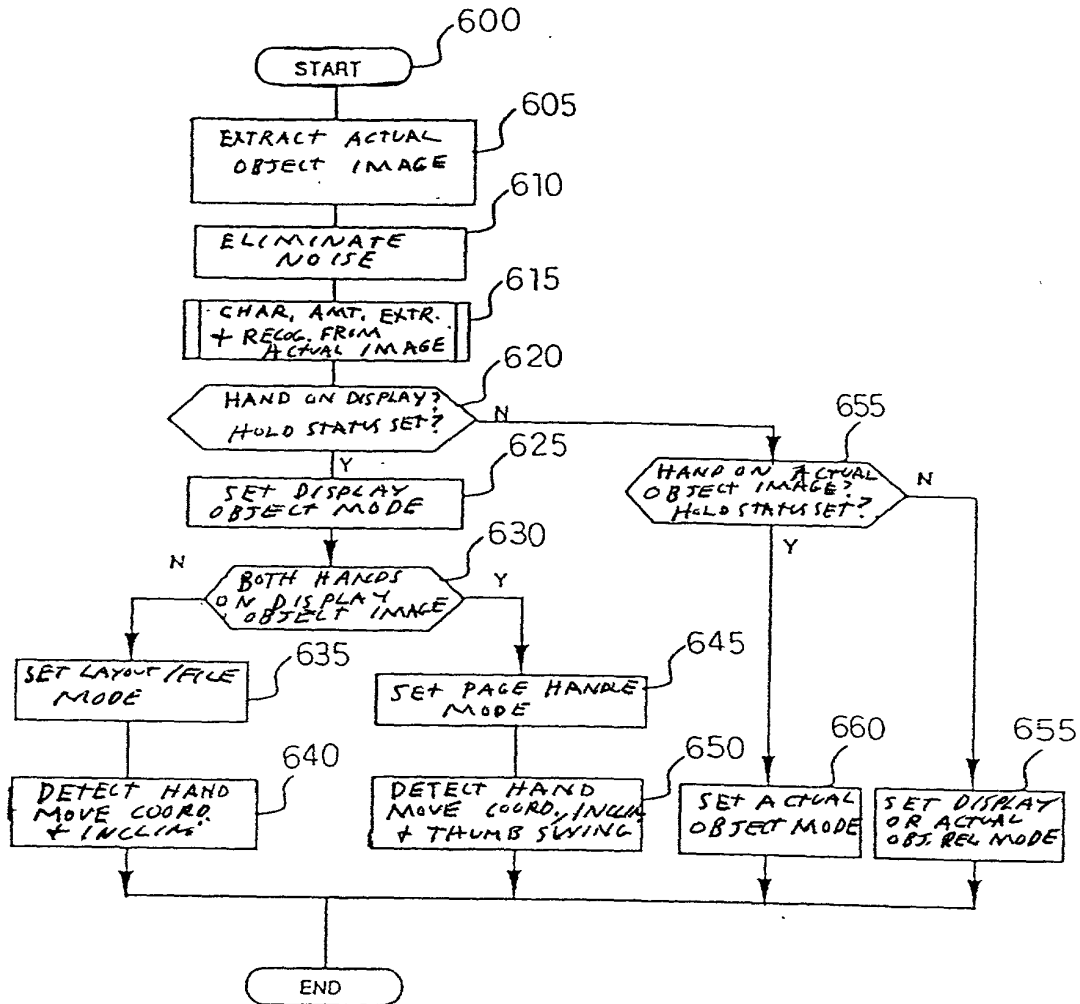 600
START
605
EXTRACT ACTUAL
OBJECT IMAGE
610
ELIMINATE
NOISE
615
CHAR. AMT. EXTR.
+ RECOG. FROM
ACTUAL IMAGE
620
HAND ON DISPLAY?
HOLD STATUS SET?
N
Y
655
HAND ON ACTUAL
OBJECT IMAGE?
HOLD STATUS SET?
N
Y
625
SET DISPLAY
OBJECT MODE
630
N
BOTH HANDS
ON DISPLAY
OBJECT IMAGE
Y
635
SET LAYOUT/FILE
MODE
645
SET PAGE HANDLE
MODE
640
DETECT HAND
MOVE COORD.
+ INCLIN.
650
DETECT HAND
MOVE COORD., INCLIN
+ THUMB SWING
660
SET ACTUAL
OBJECT MODE
655
SET DISPLAY
OR ACTUAL
OBJ. REL MODE
END